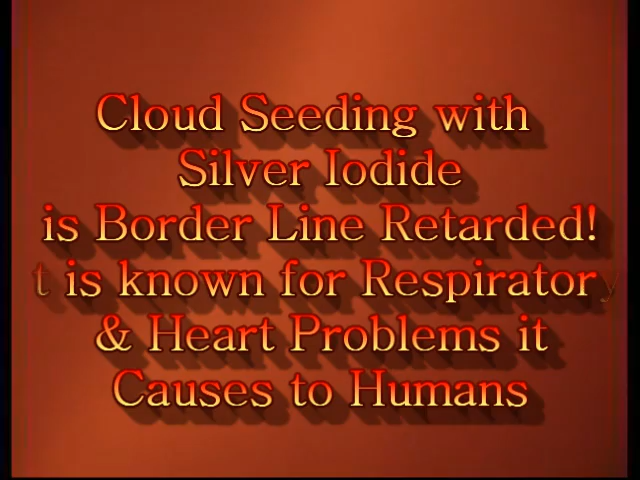 Cloud Seeding with
Silver Iodide
is Border Line Retarded!
t is known for Respiratory
& Heart Problems it
Causes to Humans